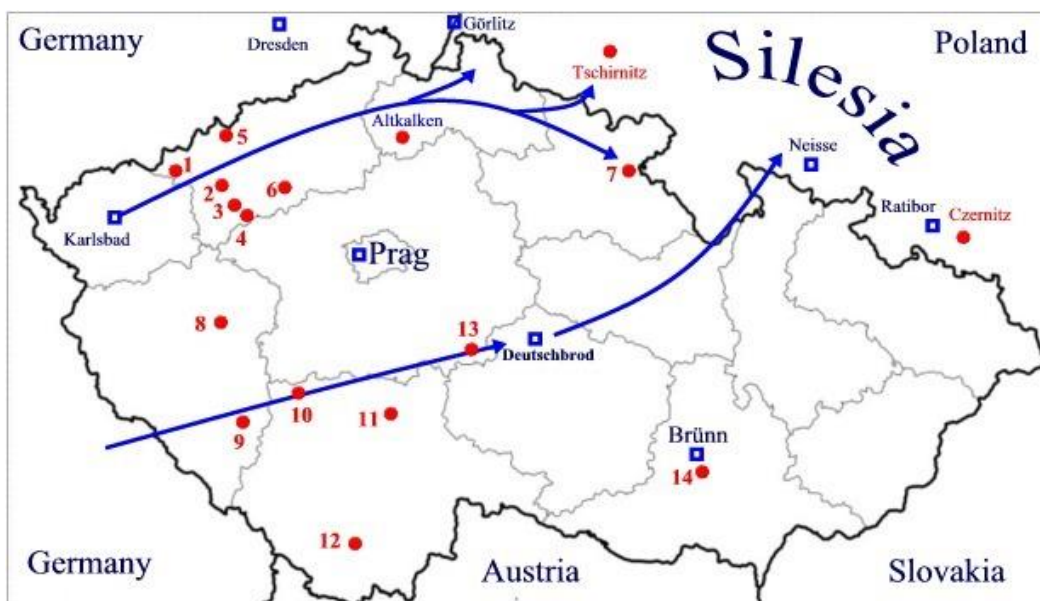 Germany
Dresden
Görlitz
Tschirnitz
Silesia
Poland
Altkalken
Neisse
5
1
2
3
4
6
7
Karlsbad
Prag
Ratibor
Czernitz
8
13
Deutschbrod
10
11
9
Brünn
14
12
Germany
Austria
Slovakia